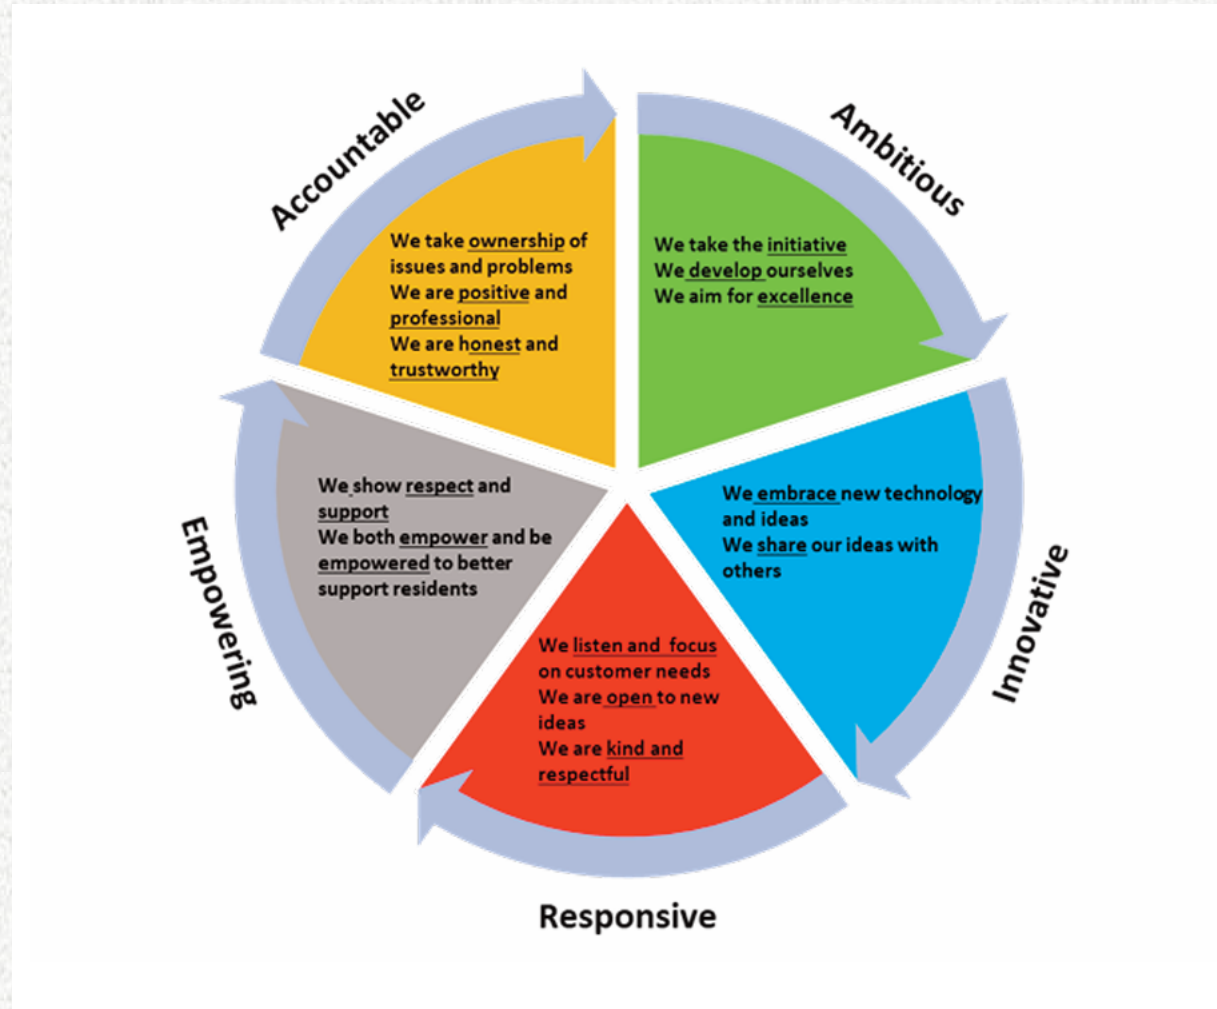 Accountable
We take ownership of
issues and problems
We are positive and
professional
We are honest and
trustworthy
Ambitious
We take the initiative
We develop ourselves
We aim for excellence
Innovative
We embrace new technology
and ideas
We share our ideas with
others
Responsive
We listen and focus
on customer needs
We are open to new
ideas
We are kind and
respectful
Empowering
We show respect and
support
We both empower and be
empowered to better
support residents